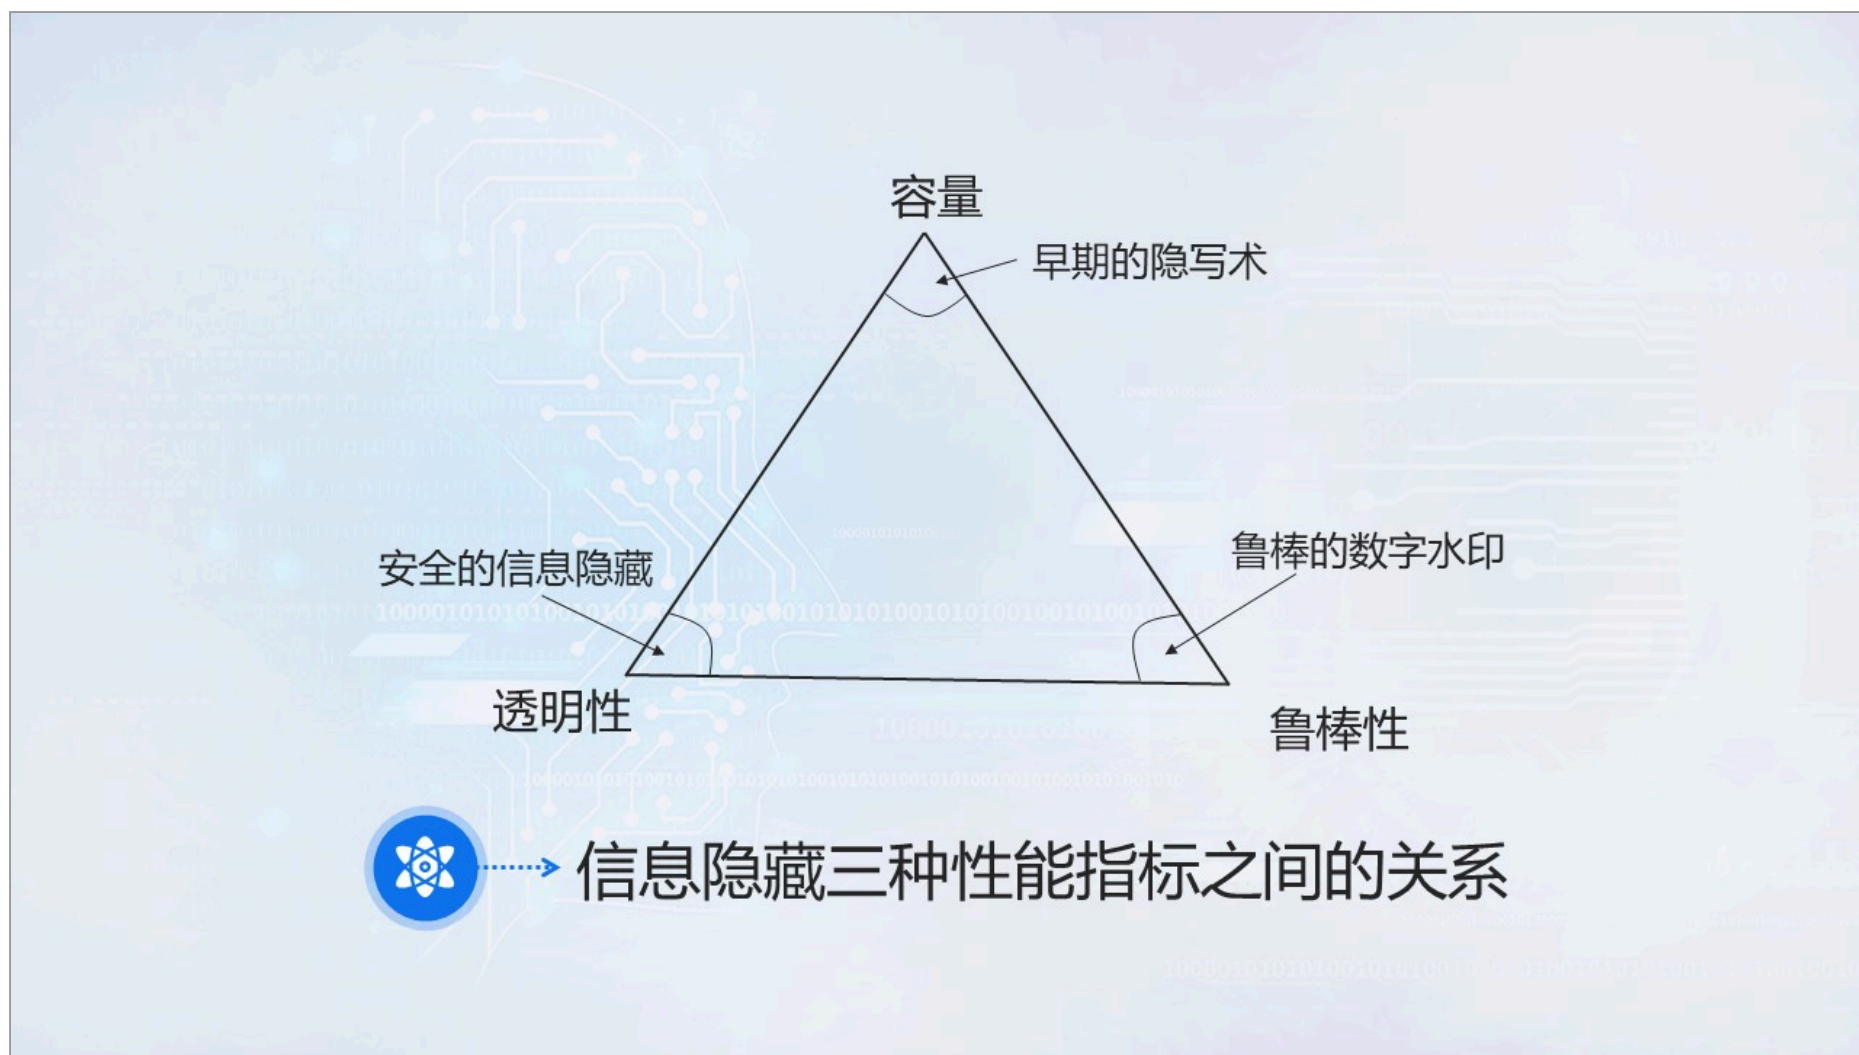 容量
早期的隐写术
安全的信息隐藏
鲁棒的数字水印
透明性
鲁棒性
信息隐藏三种性能指标之间的关系